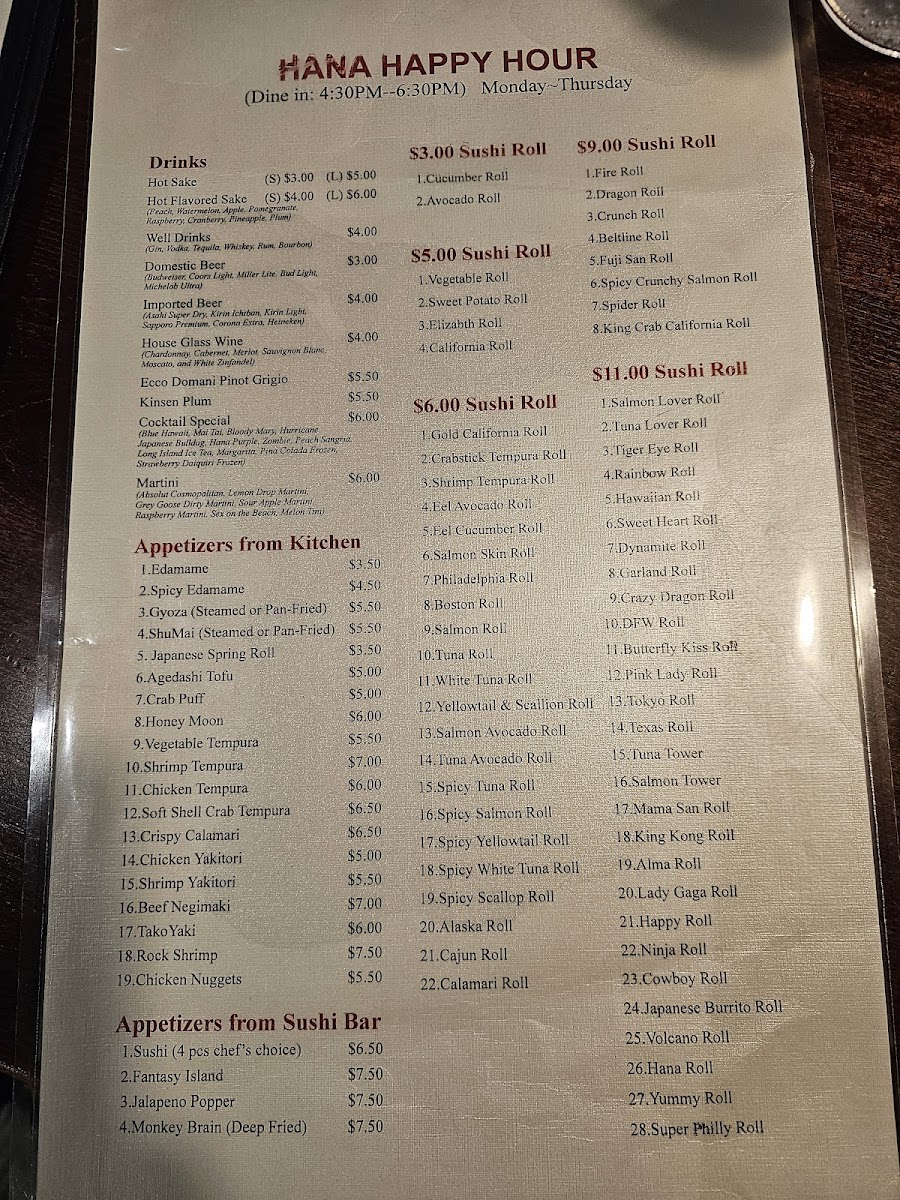 HANA HAPPY HOUR
(Dine in: 4:30PM--6:30PM) Monday~Thursday
Drinks
Hot Sake (S) $3.00 (L) $5.00
Hot Flavored Sake (S) $4.00 (L) $6.00
(Peach, Watermelon, Apple, Pomegranate,
Raspberry, Cranberry, Pineapple, Plum)
Well Drinks $4.00
(Gin, Vodka, Tequila, Whiskey, Rum, Bourbon)
Domestic Beer $3.00
(Budweiser, Coors Light, Miller Lite, Bud Light,
Michelob Ultra)
Imported Beer $4.00
(Asahi Super Dry, Kirin Ichiban, Kirin Light,
Sapporo Premium, Corona Extra, Heineken)
House Glass Wine $4.00
(Chardonnay, Cabernet, Merlot, Sauvignon Blanc,
Moscato, and White Zinfandel)
Ecco Domani Pinot Grigio $5.50
Kinsen Plum $5.50
Cocktail Special $6.00
(Blue Hawaii, Mai Tai, Bloody Mary, Hurricane
Japanese Bulldog, Hana Purple, Zombie, Peach Sangria,
Long Island Ice Tea, Margarita, Pina Colada Frozen,
Strawberry Daiquiri Frozen)
Martini $6.00
(Absolut Cosmopolitan, Lemon Drop Martini,
Grey Goose Dirty Martini, Sour Apple Martini,
Raspberry Martini, Sex on the Beach, Melon Tini)
Appetizers from Kitchen
1.Edamame $3.50
2.Spicy Edamame $4.50
3.Gyoza (Steamed or Pan-Fried) $5.50
4.ShuMai (Steamed or Pan-Fried) $5.50
5. Japanese Spring Roll $3.50
6.Agedashi Tofu $5.00
7.Crab Puff $5.00
8.Honey Moon $6.00
9.Vegetable Tempura $5.50
10.Shrimp Tempura $7.00
11.Chicken Tempura $6.00
12.Soft Shell Crab Tempura $6.50
13.Crispy Calamari $6.50
14.Chicken Yakitori $5.00
15.Shrimp Yakitori $5.50
16.Beef Negimaki $7.00
17.TakoYaki $6.00
18.Rock Shrimp $7.50
19.Chicken Nuggets $5.50
Appetizers from Sushi Bar
1.Sushi (4 pcs chef's choice) $6.50
2.Fantasy Island $7.50
3.Jalapeno Popper $7.50
4.Monkey Brain (Deep Fried) $7.50
$3.00 Sushi Roll
1.Cucumber Roll
2.Avocado Roll
$5.00 Sushi Roll
1.Vegetable Roll
2.Sweet Potato Roll
3.Elizabth Roll
4.California Roll
$6.00 Sushi Roll
1.Gold California Roll
2.Crabstick Tempura Roll
3.Shrimp Tempura Roll
4.Eel Avocado Roll
5.Eel Cucumber Roll
6.Salmon Skin Roll
7.Philadelphia Roll
8.Boston Roll
9.Salmon Roll
10.Tuna Roll
11.White Tuna Roll
12.Yellowtail & Scallion Roll
13.Salmon Avocado Roll
14.Tuna Avocado Roll
15.Spicy Tuna Roll
16.Spicy Salmon Roll
17.Spicy Yellowtail Roll
18.Spicy White Tuna Roll
19.Spicy Scallop Roll
20.Alaska Roll
21.Cajun Roll
22.Calamari Roll
$9.00 Sushi Roll
1.Fire Roll
2.Dragon Roll
3.Crunch Roll
4.Beltline Roll
5.Fuji San Roll
6.Spicy Crunchy Salmon Roll
7.Spider Roll
8.King Crab California Roll
$11.00 Sushi Roll
1.Salmon Lover Roll
2.Tuna Lover Roll
3.Tiger Eye Roll
4.Rainbow Roll
5.Hawaiian Roll
6.Sweet Heart Roll
7.Dynamite Roll
8.Garland Roll
9.Crazy Dragon Roll
10.DFW Roll
11.Butterfly Kiss Roll
12.Pink Lady Roll
13.Tokyo Roll
14.Texas Roll
15.Tuna Tower
16.Salmon Tower
17.Mama San Roll
18.King Kong Roll
19.Alma Roll
20.Lady Gaga Roll
21.Happy Roll
22.Ninja Roll
23.Cowboy Roll
24.Japanese Burrito Roll
25.Volcano Roll
26.Hana Roll
27.Yummy Roll
28.Super Philly Roll